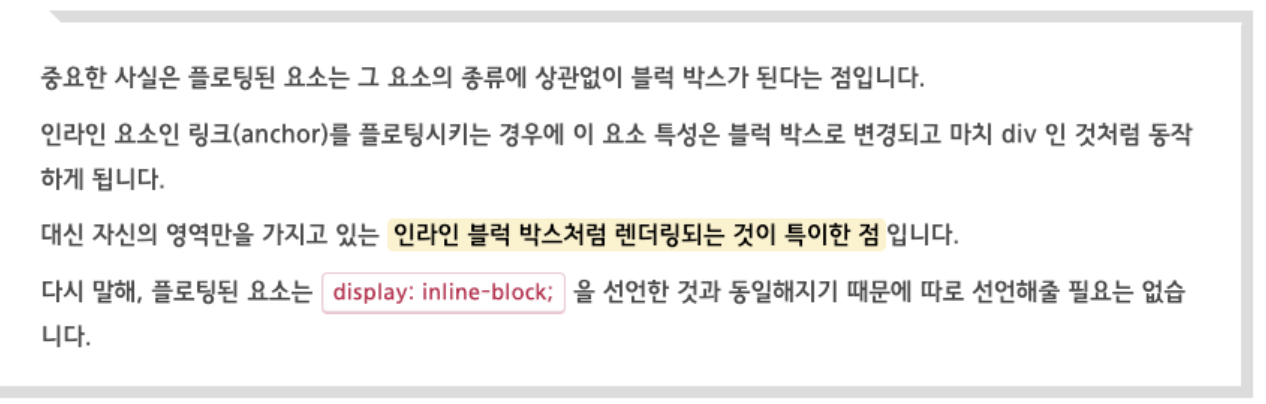 중요한 사실은 플로팅된 요소는 그 요소의 종류에 상관없이 블럭 박스가 된다는 점입니다.
인라인 요소인 링크(anchor)를 플로팅시키는 경우에 이 요소 특성은 블럭 박스로 변경되고 마치 div 인 것처럼 동작
하게 됩니다.
대신 자신의 영역만을 가지고 있는 인라인 블럭 박스처럼 렌더링되는 것이 특이한 점입니다.
다시 말해, 플로팅된 요소는 display: inline-block; 을 선언한 것과 동일해지기 때문에 따로 선언해줄 필요는 없습
니다.